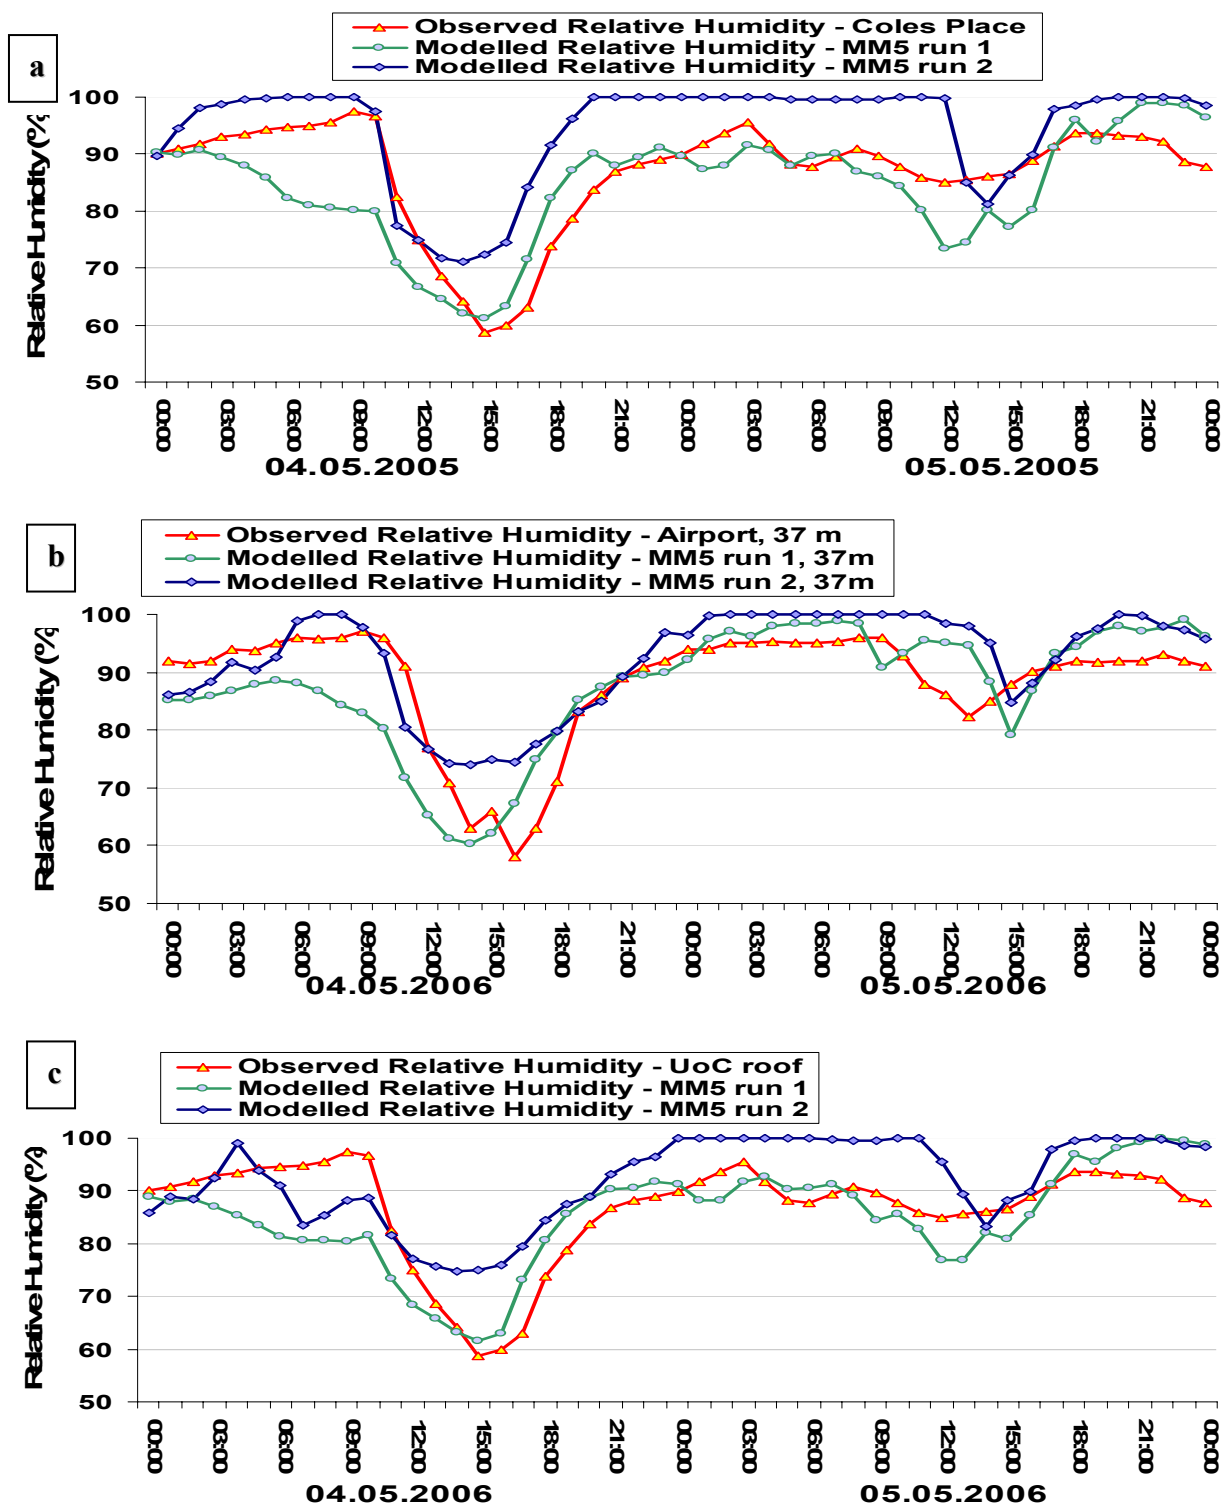 a
Observed Relative Humidity - Coles Place
Modelled Relative Humidity - MM5 run 1
Modelled Relative Humidity - MM5 run 2
Relative Humidity (%)
100
90
80
70
60
50
00:00 03:00 06:00 09:00 12:00 15:00 18:00 21:00 00:00 03:00 06:00 09:00 12:00 15:00 18:00 21:00 00:00
04.05.2005 05.05.2005
b
Observed Relative Humidity - Airport, 37 m
Modelled Relative Humidity - MM5 run 1, 37m
Modelled Relative Humidity - MM5 run 2, 37m
Relative Humidity (%)
100
90
80
70
60
50
00:00 03:00 06:00 09:00 12:00 15:00 18:00 21:00 00:00 03:00 06:00 09:00 12:00 15:00 18:00 21:00 00:00
04.05.2006 05.05.2006
c
Observed Relative Humidity - UoC roof
Modelled Relative Humidity - MM5 run 1
Modelled Relative Humidity - MM5 run 2
Relative Humidity (%)
100
90
80
70
60
50
00:00 03:00 06:00 09:00 12:00 15:00 18:00 21:00 00:00 03:00 06:00 09:00 12:00 15:00 18:00 21:00 00:00
04.05.2006 05.05.2006